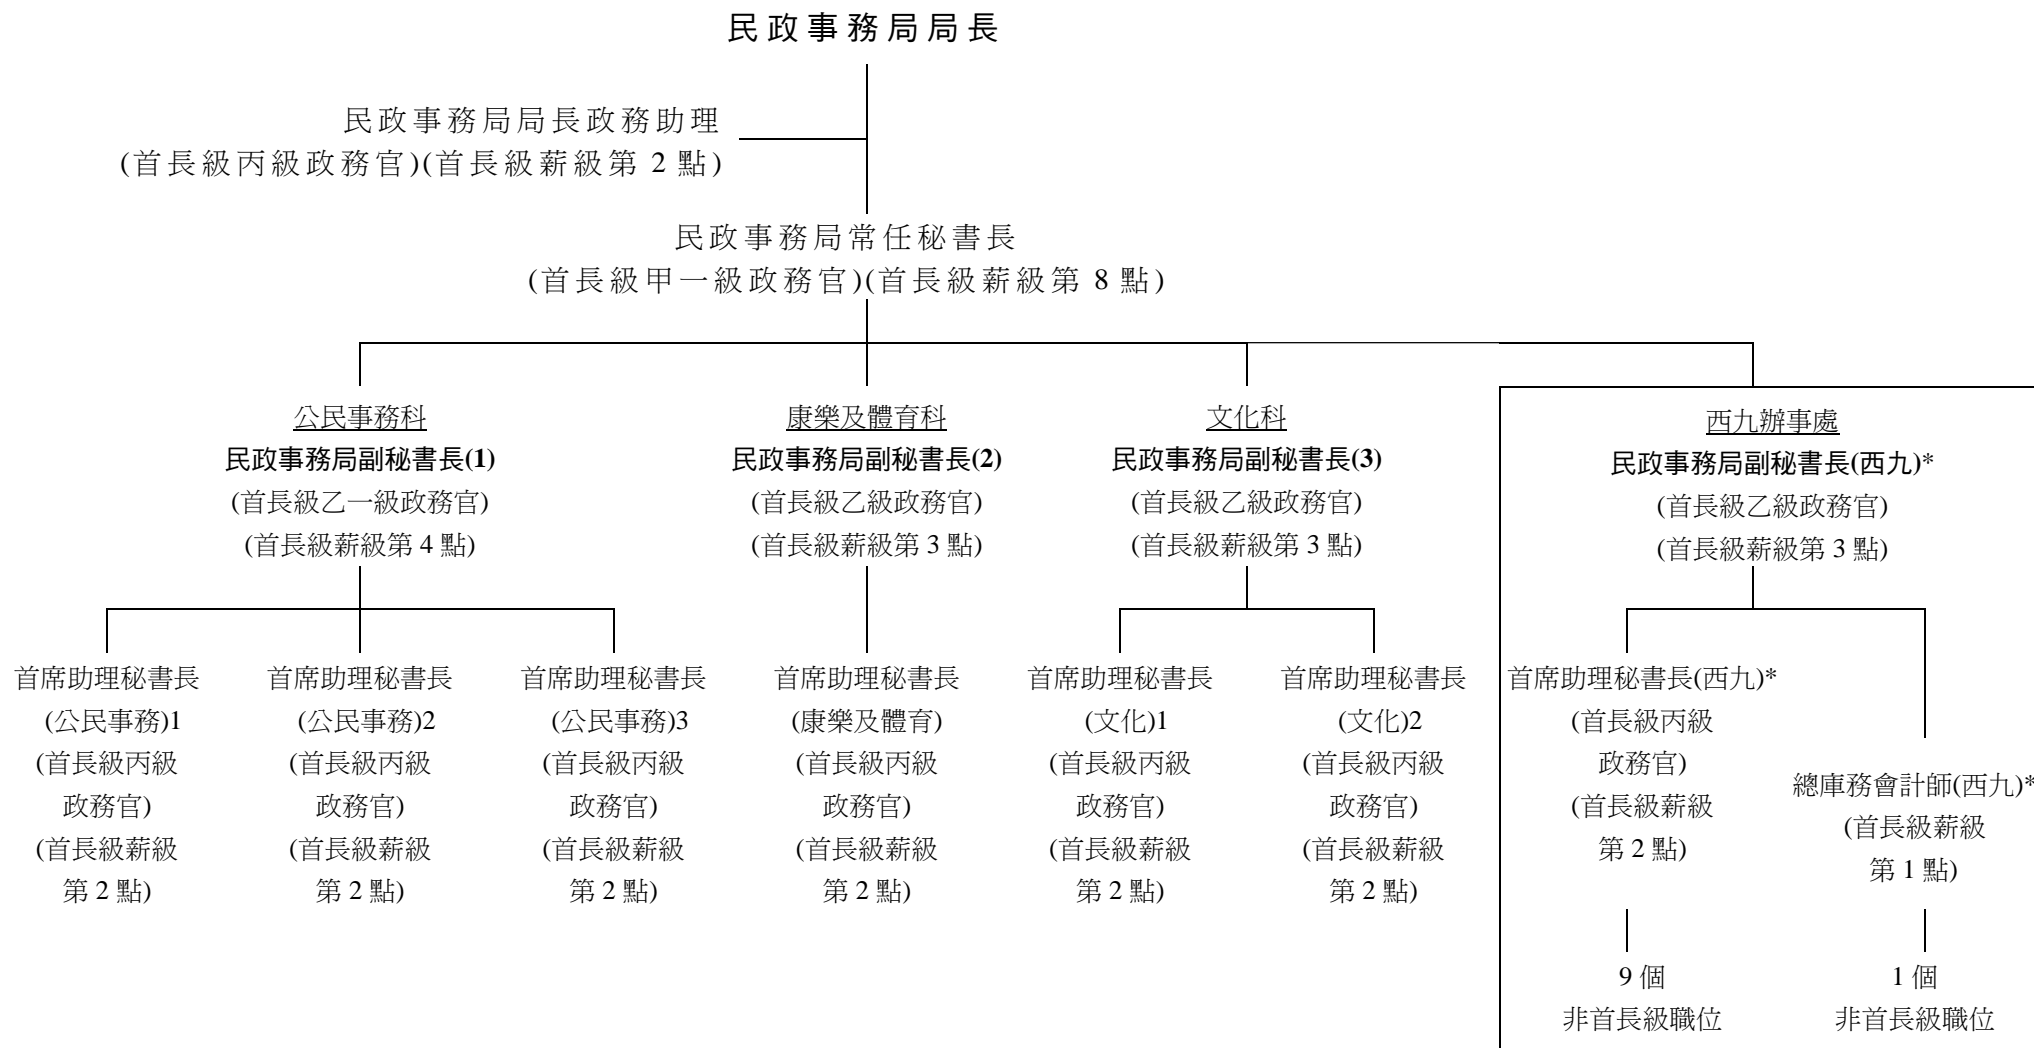 民政事務局局長
民政事務局局長政務助理
(首長級丙級政務官)(首長級薪級第 2 點)
民政事務局常任秘書長
(首長級甲一級政務官)(首長級薪級第 8 點)
公民事務科
民政事務局副秘書長(1)
(首長級乙一級政務官)
(首長級薪級第 4 點)
康樂及體育科
民政事務局副秘書長(2)
(首長級乙級政務官)
(首長級薪級第 3 點)
文化科
民政事務局副秘書長(3)
(首長級乙級政務官)
(首長級薪級第 3 點)
西九辦事處
民政事務局副秘書長(西九)*
(首長級乙級政務官)
(首長級薪級第 3 點)
首席助理秘書長
(公民事務)1
(首長級丙級
政務官)
(首長級薪級
第 2 點)
首席助理秘書長
(公民事務)2
(首長級丙級
政務官)
(首長級薪級
第 2 點)
首席助理秘書長
(公民事務)3
(首長級丙級
政務官)
(首長級薪級
第 2 點)
首席助理秘書長
(康樂及體育)
(首長級丙級
政務官)
(首長級薪級
第 2 點)
首席助理秘書長
(文化)1
(首長級丙級
政務官)
(首長級薪級
第 2 點)
首席助理秘書長
(文化)2
(首長級丙級
政務官)
(首長級薪級
第 2 點)
首席助理秘書長(西九)*
(首長級丙級
政務官)
(首長級薪級
第 2 點)
總庫務會計師(西九)*
(首長級薪級
第 1 點)
9 個
非首長級職位
1 個
非首長級職位